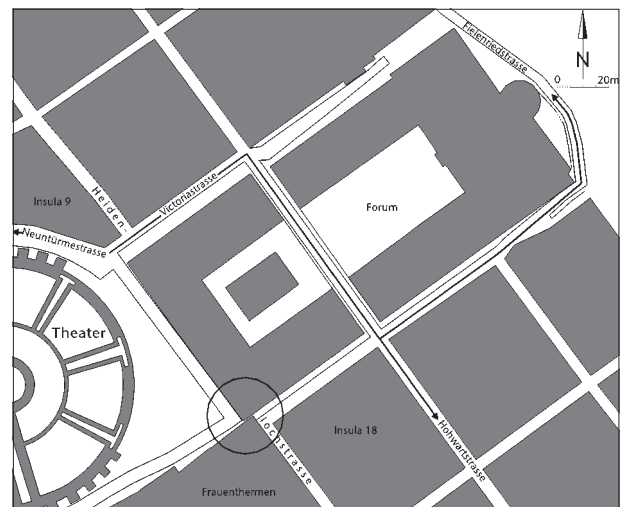 Fielenriedstrasse
N
0 20m
Insula 9
Heiden-
Victoriastrasse
Forum
Neuntürmestrasse
Theater
Insula 18
Hohwartstrasse
Frauenthermen